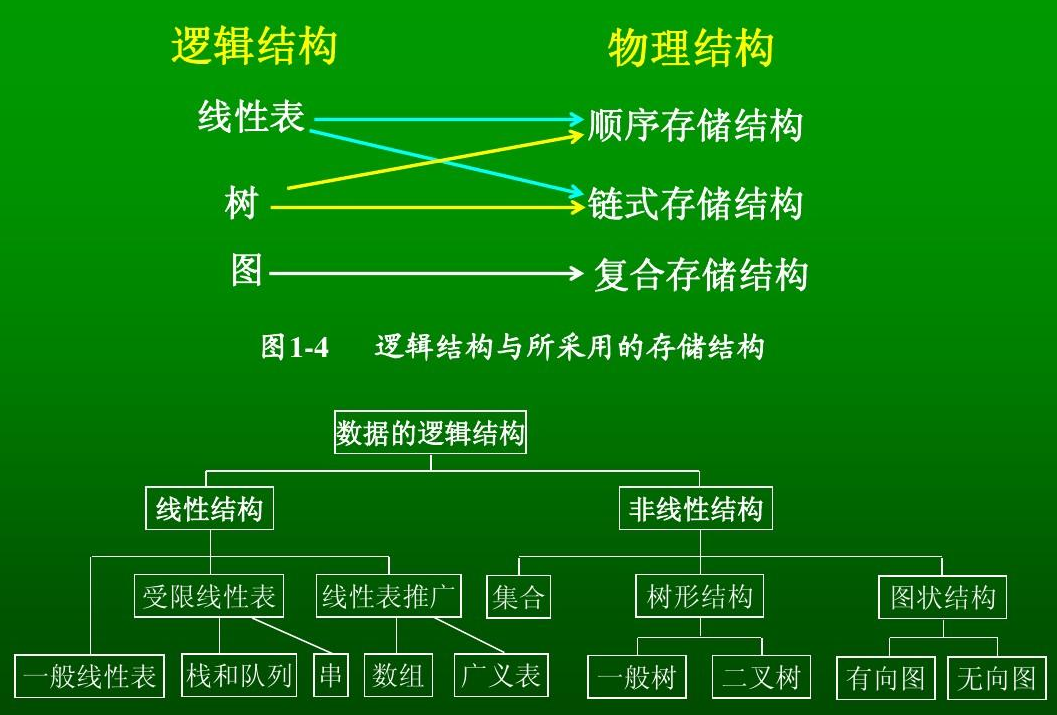 逻辑结构 物理结构
线性表 顺序存储结构
树 链式存储结构
图 复合存储结构
图1-4 逻辑结构与所采用的存储结构
数据的逻辑结构
线性结构 非线性结构
受限线性表 线性表推广 集合 树形结构 图状结构
一般线性表 栈和队列 串 数组 广义表 一般树 二叉树 有向图 无向图